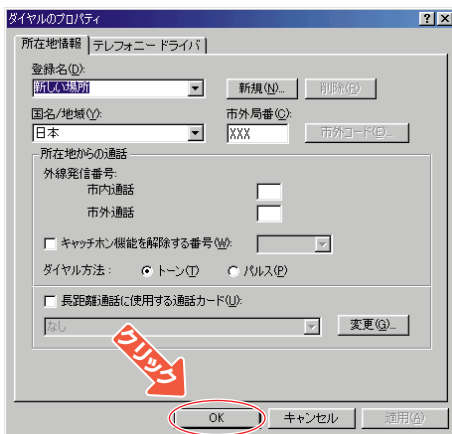 ダイヤルのプロパティ
所在地情報 テレフォニー ドライバ
登録名(D):
新しい場所 新規(N)... 削除(R)
国名/地域(Y): 市外局番(C):
日本 XXX 市外コード(E)...
所在地からの通話
外線発信番号:
市内通話
市外通話
キャッチホン機能を解除する番号(W):
ダイヤル方法: トーン(T) パルス(P)
長距離通話に使用する通話カード(U):
なし 変更(G)...
クリック
OK キャンセル 適用(A)